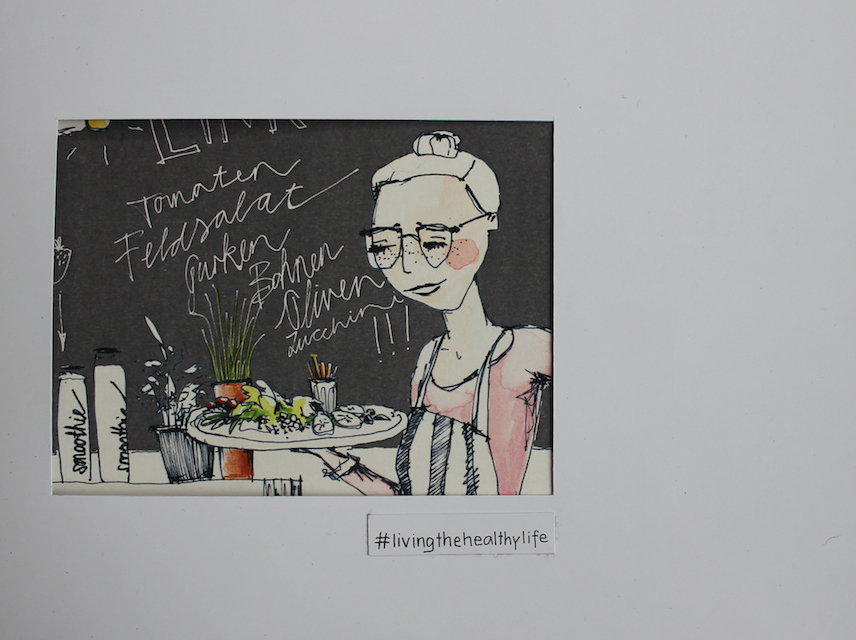 Tomaten
Feldsalat
Gurken
Bohnen
Oliven
Zucchini
!!!
smoothie
smoothie
#livingthehealthylife